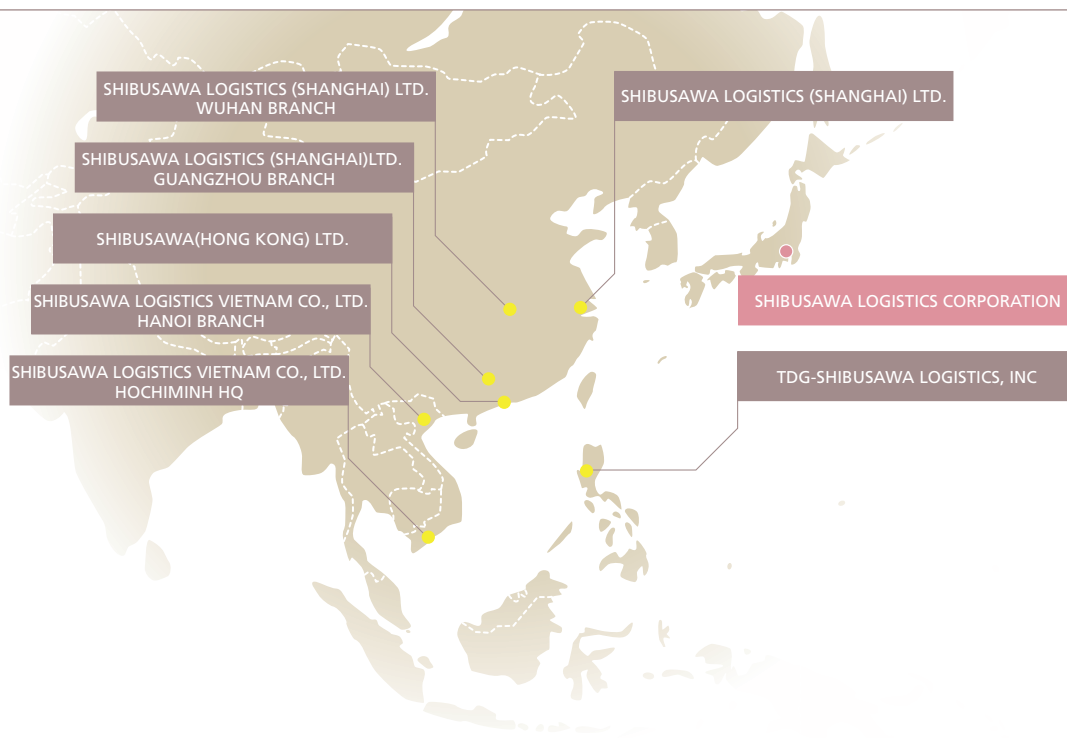 SHIBUSAWA LOGISTICS (SHANGHAI) LTD.
WUHAN BRANCH
SHIBUSAWA LOGISTICS (SHANGHAI) LTD.
SHIBUSAWA LOGISTICS (SHANGHAI)LTD.
GUANGZHOU BRANCH
SHIBUSAWA(HONG KONG) LTD.
SHIBUSAWA LOGISTICS VIETNAM CO., LTD.
HANOI BRANCH
SHIBUSAWA LOGISTICS CORPORATION
SHIBUSAWA LOGISTICS VIETNAM CO., LTD.
HOCHIMINH HQ
TDG-SHIBUSAWA LOGISTICS, INC